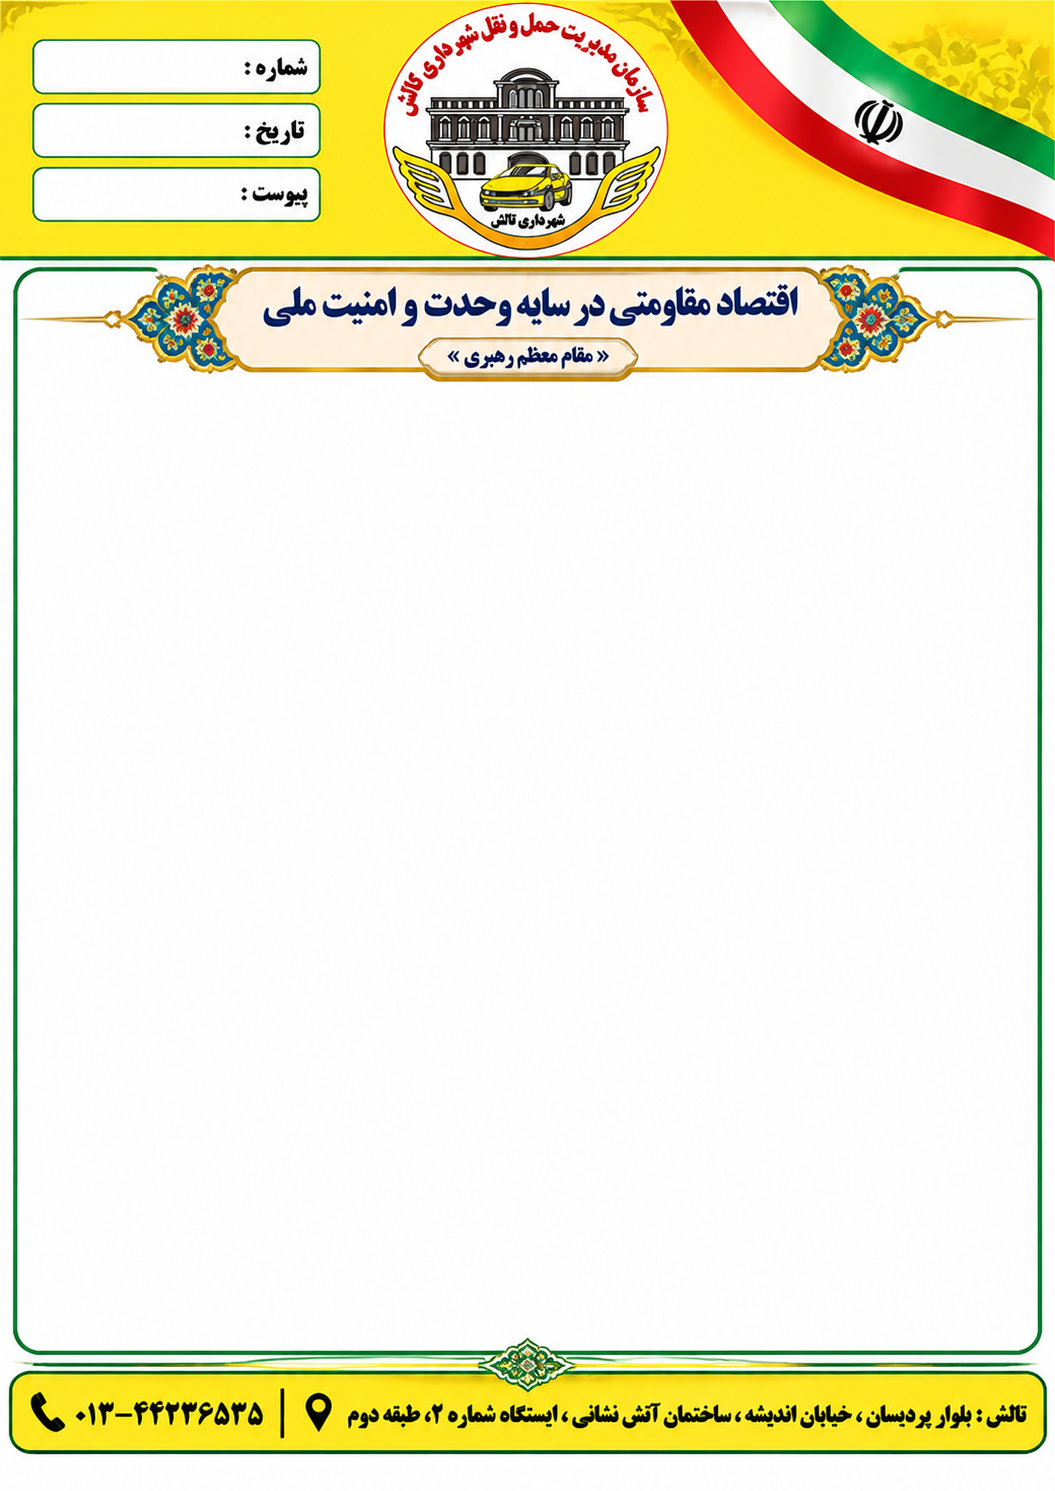 سازمان مدیریت حمل و نقل شهرداری تالش
شهرداری تالش
شماره :
تاریخ :
پیوست :
اقتصاد مقاومتی در سایه وحدت و امنیت ملی
« مقام معظم رهبری »
تالش : بلوار پردیسان ، خیابان اندیشه ، ساختمان آتش نشانی ، ایستگاه شماره ۲، طبقه دوم
۰۱۳-۴۴۲۳۶۵۳۵